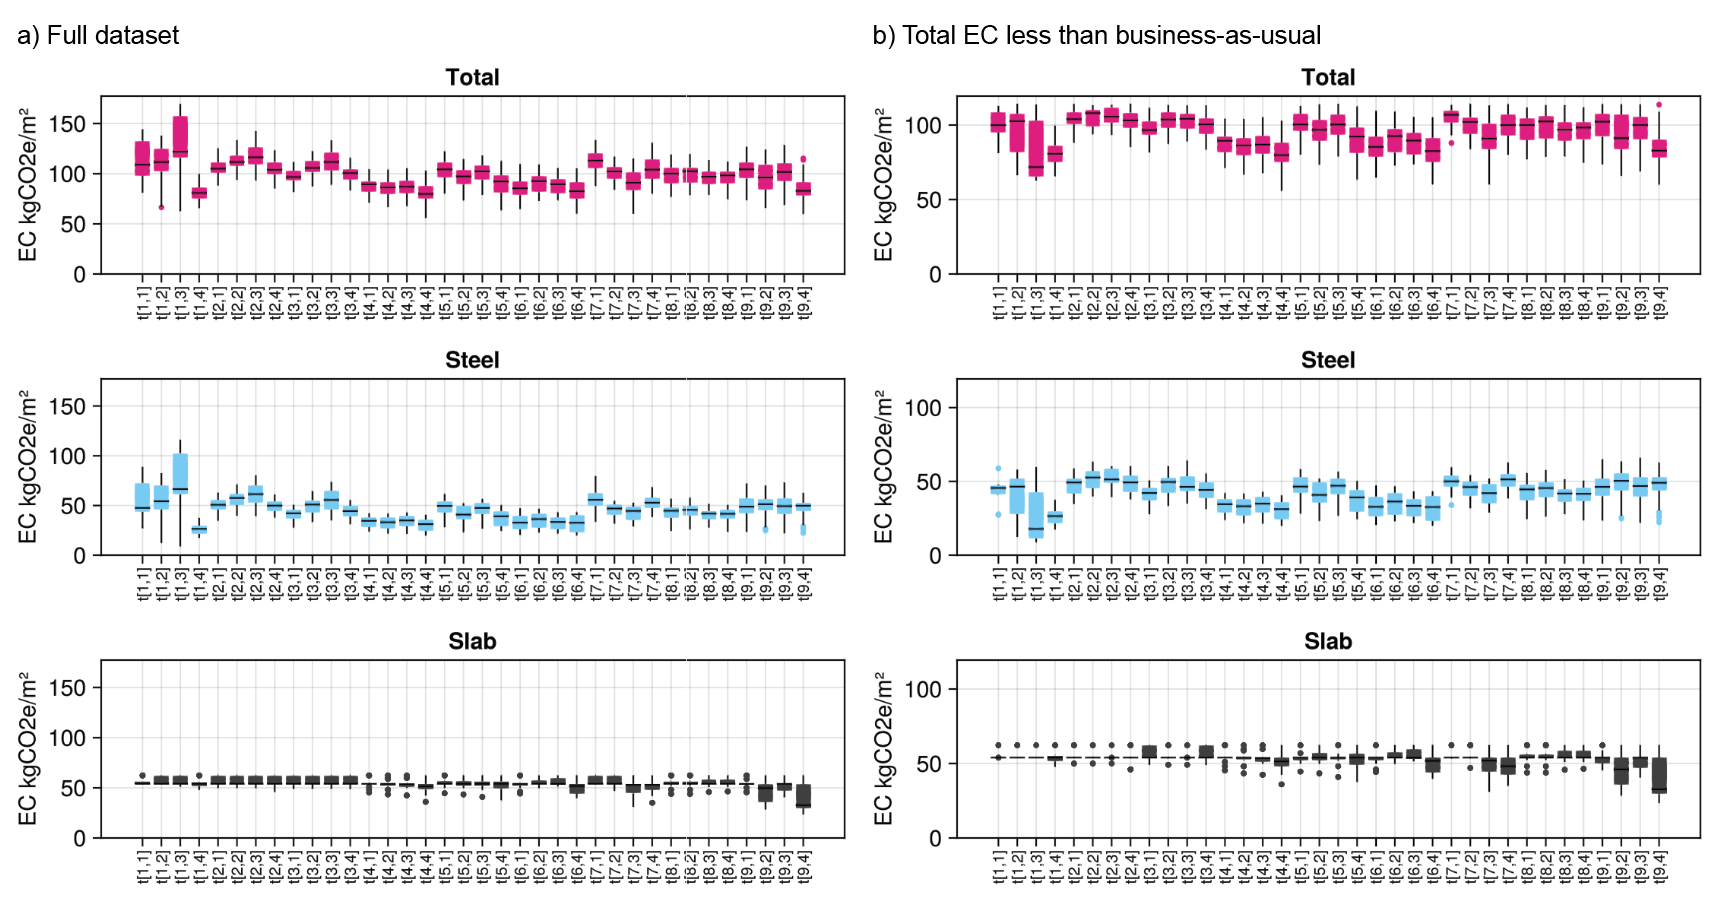 a) Full dataset
Total
EC kgCO2e/m²
150
100
50
0
t[1,1] t[1,2] t[1,3] t[1,4] t[2,1] t[2,2] t[2,3] t[2,4] t[3,1] t[3,2] t[3,3] t[3,4] t[4,1] t[4,2] t[4,3] t[4,4] t[5,1] t[5,2] t[5,3] t[5,4] t[6,1] t[6,2] t[6,3] t[6,4] t[7,1] t[7,2] t[7,3] t[7,4] t[8,1] t[8,2] t[8,3] t[8,4] t[9,1] t[9,2] t[9,3] t[9,4]
Steel
EC kgCO2e/m²
150
100
50
0
t[1,1] t[1,2] t[1,3] t[1,4] t[2,1] t[2,2] t[2,3] t[2,4] t[3,1] t[3,2] t[3,3] t[3,4] t[4,1] t[4,2] t[4,3] t[4,4] t[5,1] t[5,2] t[5,3] t[5,4] t[6,1] t[6,2] t[6,3] t[6,4] t[7,1] t[7,2] t[7,3] t[7,4] t[8,1] t[8,2] t[8,3] t[8,4] t[9,1] t[9,2] t[9,3] t[9,4]
Slab
EC kgCO2e/m²
150
100
50
0
t[1,1] t[1,2] t[1,3] t[1,4] t[2,1] t[2,2] t[2,3] t[2,4] t[3,1] t[3,2] t[3,3] t[3,4] t[4,1] t[4,2] t[4,3] t[4,4] t[5,1] t[5,2] t[5,3] t[5,4] t[6,1] t[6,2] t[6,3] t[6,4] t[7,1] t[7,2] t[7,3] t[7,4] t[8,1] t[8,2] t[8,3] t[8,4] t[9,1] t[9,2] t[9,3] t[9,4]
b) Total EC less than business-as-usual
Total
EC kgCO2e/m²
100
50
0
t[1,1] t[1,2] t[1,3] t[1,4] t[2,1] t[2,2] t[2,3] t[2,4] t[3,1] t[3,2] t[3,3] t[3,4] t[4,1] t[4,2] t[4,3] t[4,4] t[5,1] t[5,2] t[5,3] t[5,4] t[6,1] t[6,2] t[6,3] t[6,4] t[7,1] t[7,2] t[7,3] t[7,4] t[8,1] t[8,2] t[8,3] t[8,4] t[9,1] t[9,2] t[9,3] t[9,4]
Steel
EC kgCO2e/m²
100
50
0
t[1,1] t[1,2] t[1,3] t[1,4] t[2,1] t[2,2] t[2,3] t[2,4] t[3,1] t[3,2] t[3,3] t[3,4] t[4,1] t[4,2] t[4,3] t[4,4] t[5,1] t[5,2] t[5,3] t[5,4] t[6,1] t[6,2] t[6,3] t[6,4] t[7,1] t[7,2] t[7,3] t[7,4] t[8,1] t[8,2] t[8,3] t[8,4] t[9,1] t[9,2] t[9,3] t[9,4]
Slab
EC kgCO2e/m²
100
50
0
t[1,1] t[1,2] t[1,3] t[1,4] t[2,1] t[2,2] t[2,3] t[2,4] t[3,1] t[3,2] t[3,3] t[3,4] t[4,1] t[4,2] t[4,3] t[4,4] t[5,1] t[5,2] t[5,3] t[5,4] t[6,1] t[6,2] t[6,3] t[6,4] t[7,1] t[7,2] t[7,3] t[7,4] t[8,1] t[8,2] t[8,3] t[8,4] t[9,1] t[9,2] t[9,3] t[9,4]